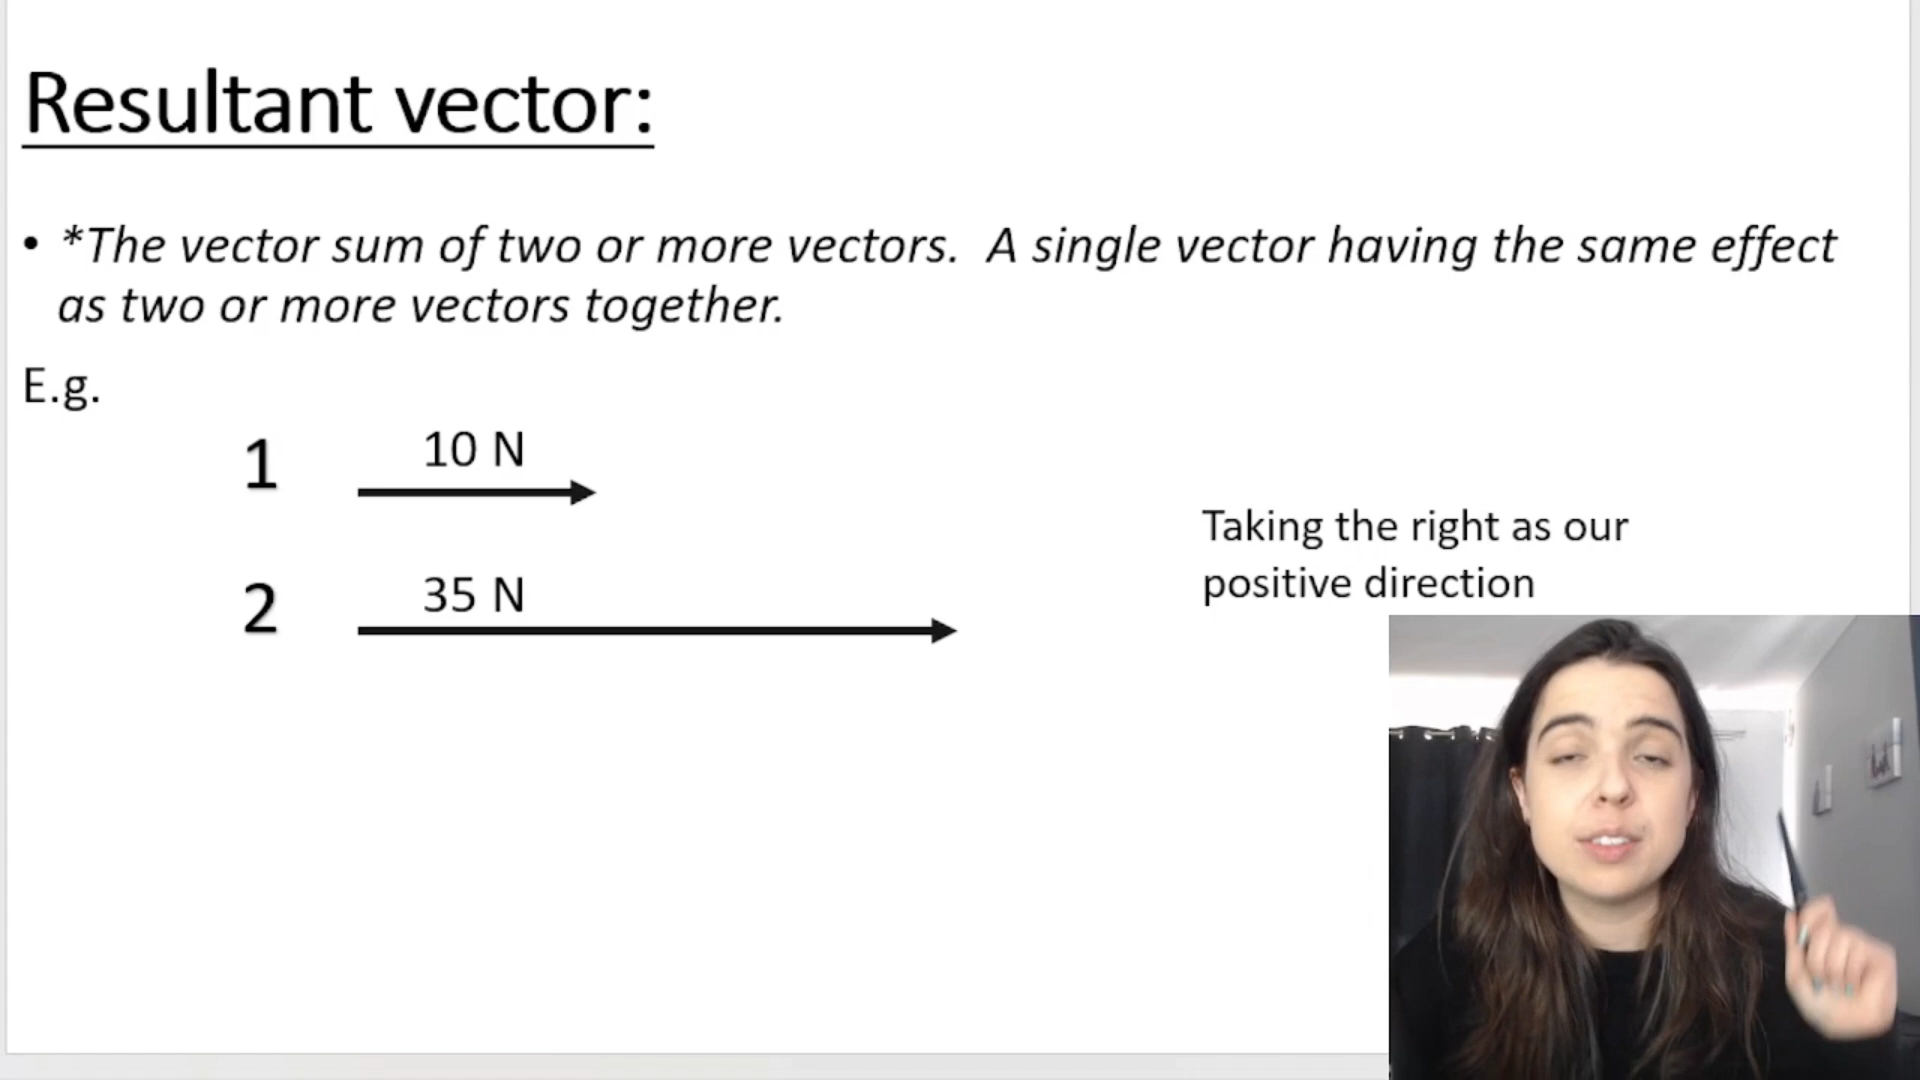 Resultant vector:
• *The vector sum of two or more vectors. A single vector having the same effect
as two or more vectors together.
E.g.
1 10 N
2 35 N
Taking the right as our
positive direction